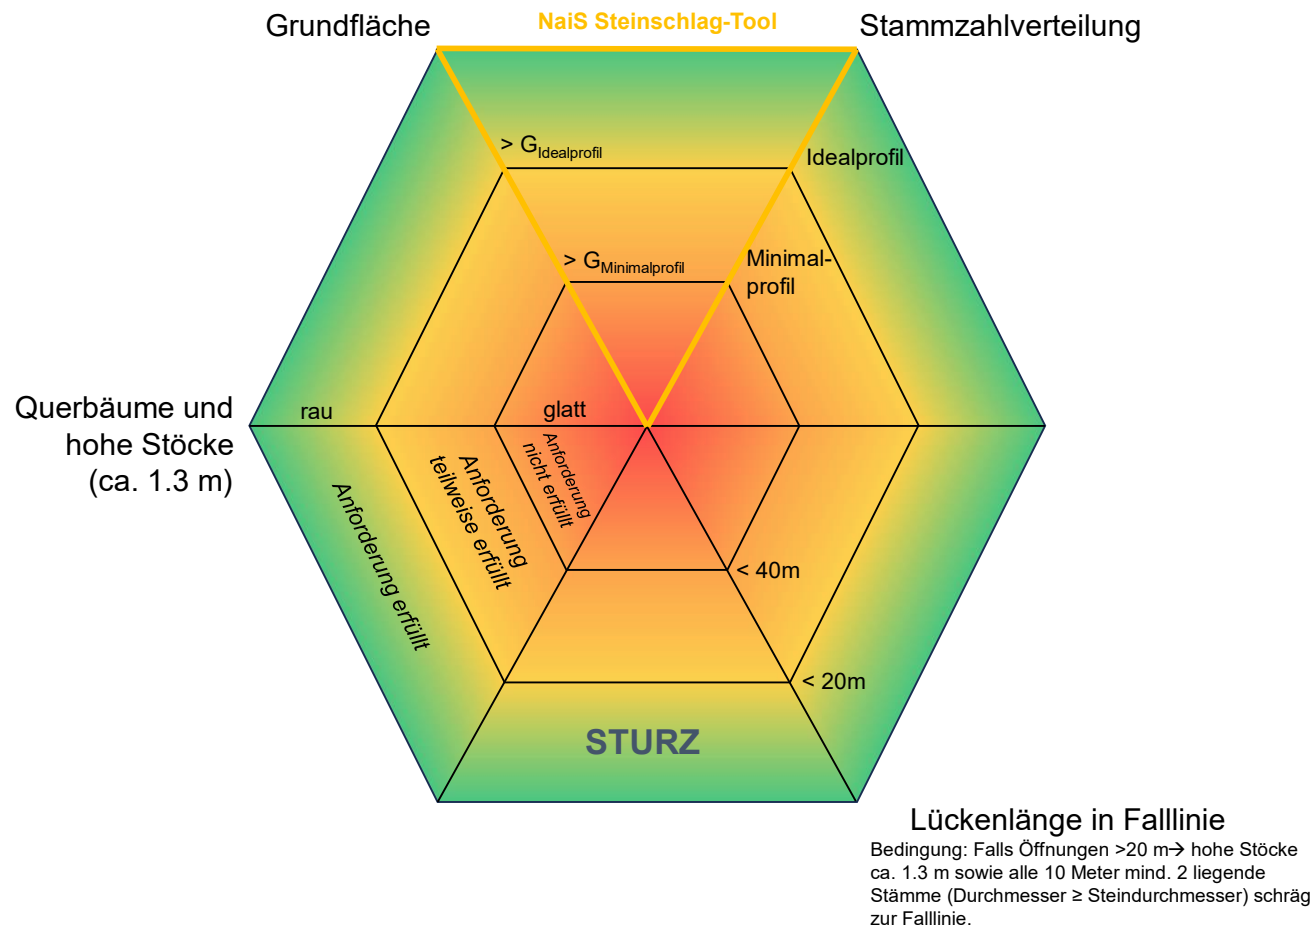 NaiS Steinschlag-Tool
Grundfläche
Stammzahlverteilung
> GIdealprofil
Idealprofil
> GMinimalprofil
Minimal-
profil
Querbäume und
hohe Stöcke
(ca. 1.3 m)
rau
glatt
Anforderung
nicht erfüllt
Anforderung
teilweise erfüllt
Anforderung erfüllt
< 40m
< 20m
STURZ
Lückenlänge in Falllinie
Bedingung: Falls Öffnungen >20 m→ hohe Stöcke
ca. 1.3 m sowie alle 10 Meter mind. 2 liegende
Stämme (Durchmesser ≥ Steindurchmesser) schräg
zur Falllinie.